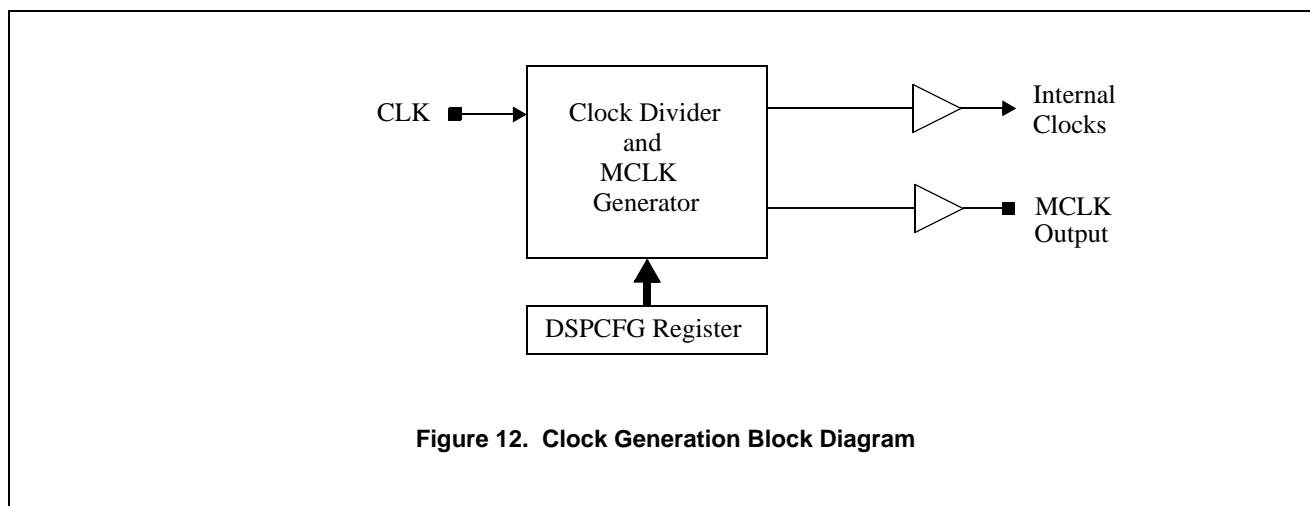 CLK
Clock Divider
and
MCLK
Generator
Internal
Clocks
MCLK
Output
DSPCFG Register
Figure 12. Clock Generation Block Diagram